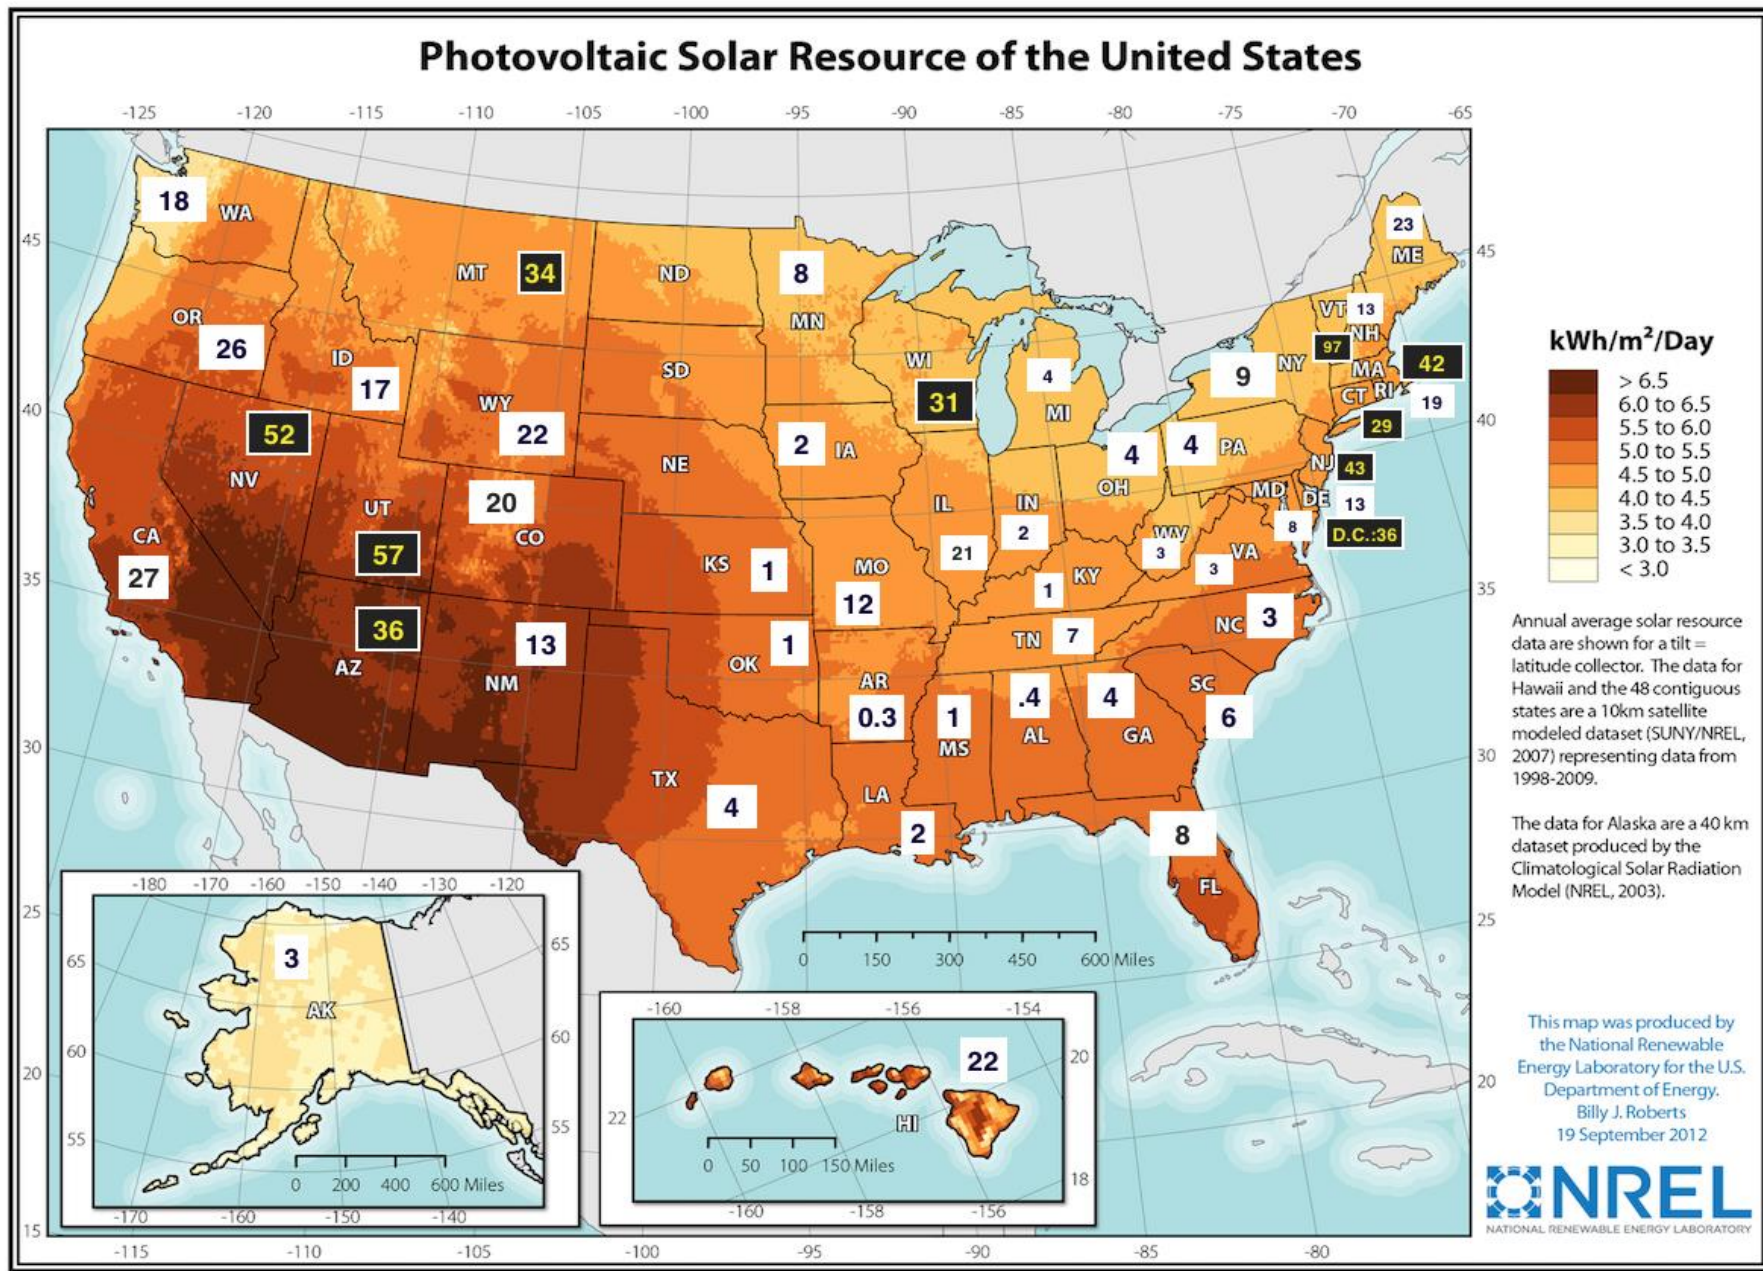 Photovoltaic Solar Resource of the United States
-125 -120 -115 -110 -105 -100 -95 -90 -85 -80 -75 -70 -65
18
WA
23
ME
45
MT 34
ND
8
45
MN
VT 13
NH
OR
26
ID
17
SD
WI
31
4
MI
9
NY
97
MA
42
CT RI
19
40
WY
22
52
NV
NE
2
IA
4
4
PA
29
40
NJ 43
20
UT
57
CO
IL
IN
2
OH
MD DE
13
8
D.C.:36
CA
27
35
KS 1
MO
12
21
WV
3
VA
3
1
KY
35
36
AZ
13
NM
OK
1
TN 7
NC 3
AR
0.3
1
MS
.4
AL
4
GA
SC
6
30
TX
4
LA
2
8
FL
30
25
25
0 150 300 450 600 Miles
20
20
15
-115 -110 -105 -100 -95 -90 -85 -80
-180 -170 -160 -150 -140 -130 -120
65
65
3
AK
60
60
55
55
0 200 400 600 Miles
-170 -160 -150 -140
-160 -158 -156 -154
22
20
22
HI
0 50 100 150 Miles
18
-160 -158 -156
kWh/m²/Day
> 6.5
6.0 to 6.5
5.5 to 6.0
5.0 to 5.5
4.5 to 5.0
4.0 to 4.5
3.5 to 4.0
3.0 to 3.5
< 3.0
Annual average solar resource
data are shown for a tilt =
latitude collector. The data for
Hawaii and the 48 contiguous
states are a 10km satellite
modeled dataset (SUNY/NREL,
2007) representing data from
1998-2009.
The data for Alaska are a 40 km
dataset produced by the
Climatological Solar Radiation
Model (NREL, 2003).
This map was produced by
the National Renewable
Energy Laboratory for the U.S.
Department of Energy.
Billy J. Roberts
19 September 2012
NREL
NATIONAL RENEWABLE ENERGY LABORATORY